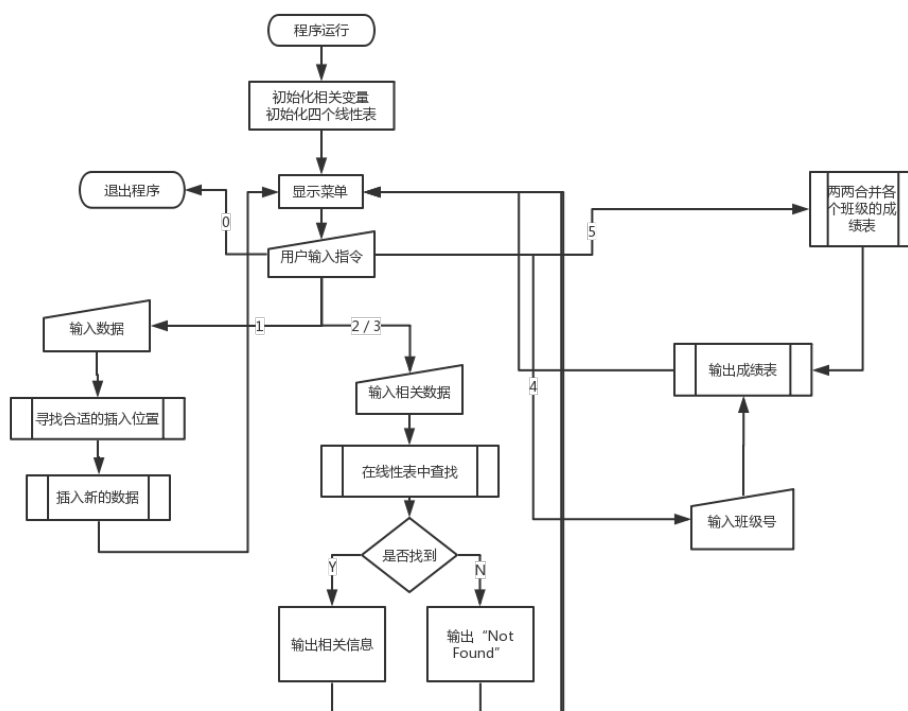 程序运行
初始化相关变量
初始化四个线性表
退出程序
显示菜单
两两合并各
个班级的成
绩表
0
5
用户输入指令
输入数据
1
2 / 3
输入相关数据
4
输出成绩表
寻找合适的插入位置
在线性表中查找
插入新的数据
输入班级号
是否找到
Y
N
输出相关信息
输出“Not
Found”